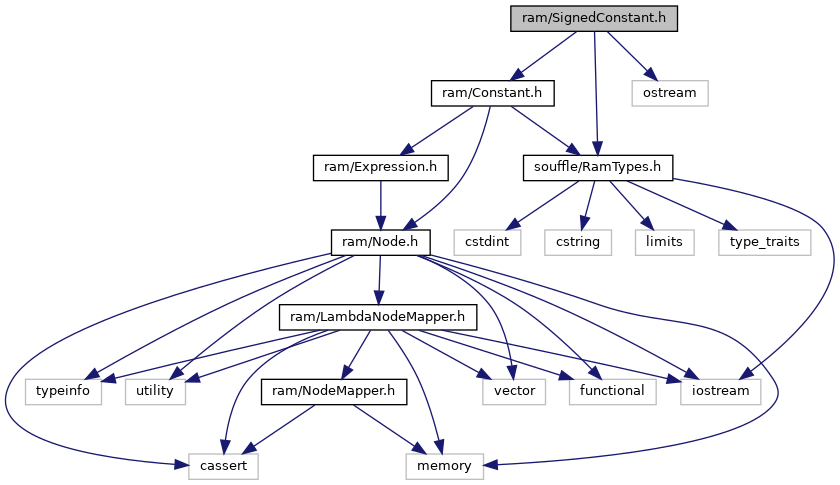 ram/SignedConstant.h
ram/Constant.h
ostream
ram/Expression.h
souffle/RamTypes.h
ram/Node.h
cstdint
cstring
limits
type_traits
ram/LambdaNodeMapper.h
typeinfo
utility
ram/NodeMapper.h
vector
functional
iostream
cassert
memory